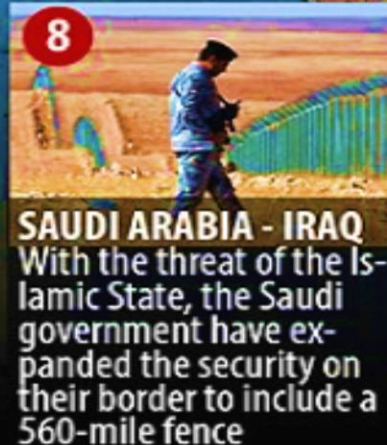 8
SAUDI ARABIA - IRAQ
With the threat of the Is-
lamic State, the Saudi
government have ex-
panded the security on
their border to include a
560-mile fence